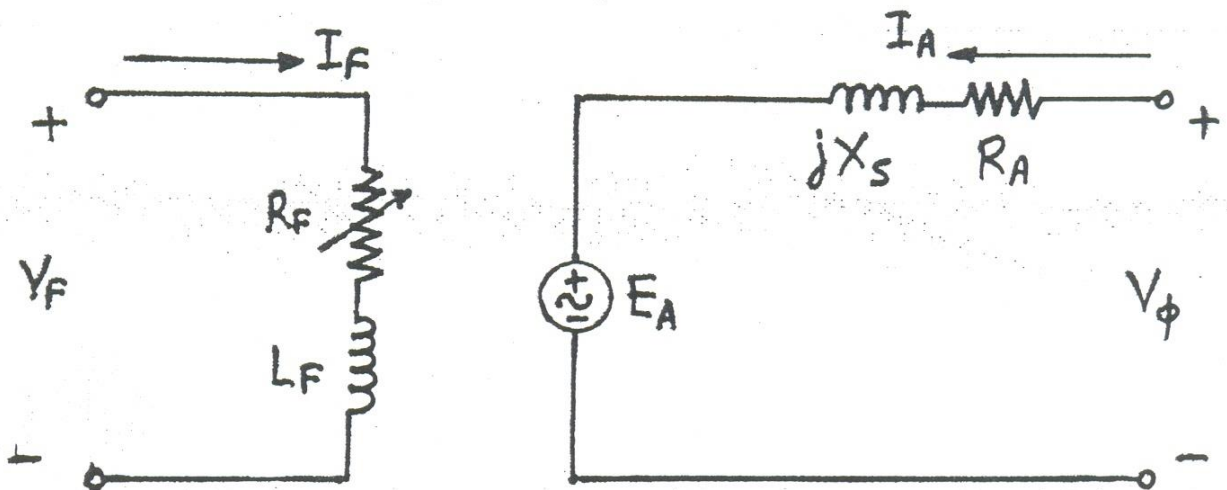 I_F
+
R_F
V_F
L_F
-
I_A
jX_S
R_A
+
E_A
+
~
-
V_φ
-